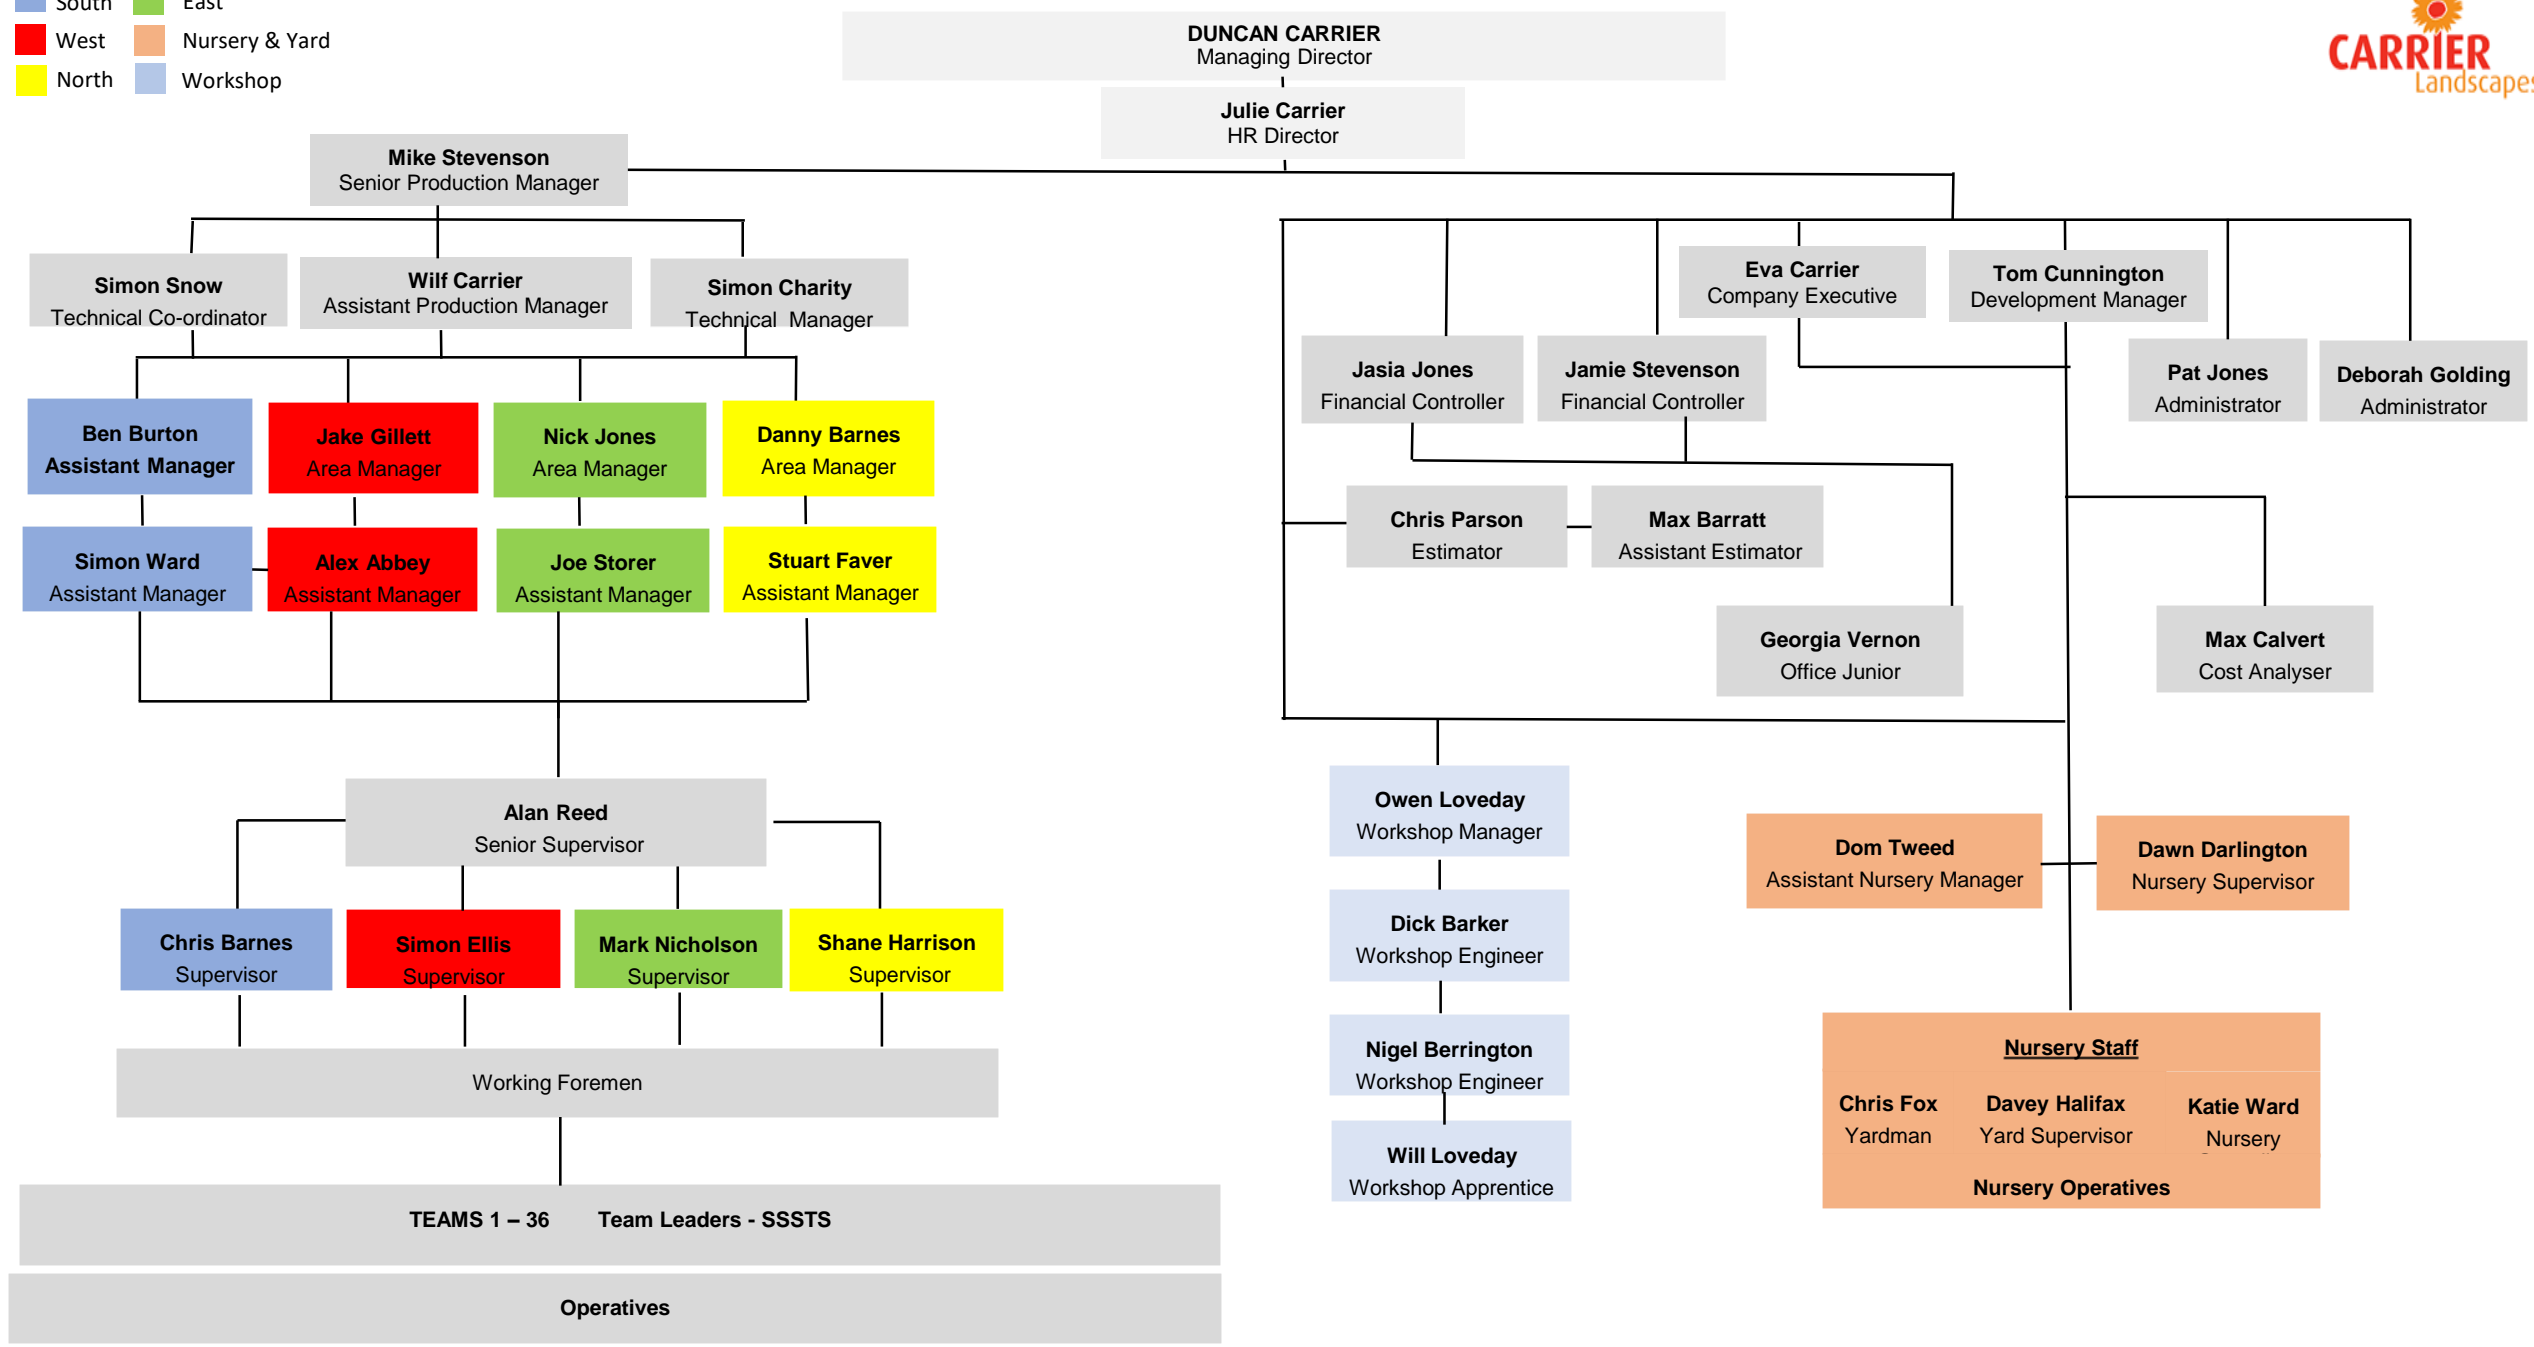 South East
West Nursery & Yard
North Workshop
DUNCAN CARRIER
Managing Director
CARRIER
Landscapes
Julie Carrier
HR Director
Mike Stevenson
Senior Production Manager
Simon Snow
Technical Co-ordinator
Wilf Carrier
Assistant Production Manager
Simon Charity
Technical Manager
Eva Carrier
Company Executive
Tom Cunnington
Development Manager
Jasia Jones
Financial Controller
Jamie Stevenson
Financial Controller
Pat Jones
Administrator
Deborah Golding
Administrator
Ben Burton
Assistant Manager
Jake Gillett
Area Manager
Nick Jones
Area Manager
Danny Barnes
Area Manager
Chris Parson
Estimator
Max Barratt
Assistant Estimator
Simon Ward
Assistant Manager
Alex Abbey
Assistant Manager
Joe Storer
Assistant Manager
Stuart Faver
Assistant Manager
Georgia Vernon
Office Junior
Max Calvert
Cost Analyser
Alan Reed
Senior Supervisor
Owen Loveday
Workshop Manager
Dom Tweed
Assistant Nursery Manager
Dawn Darlington
Nursery Supervisor
Chris Barnes
Supervisor
Simon Ellis
Supervisor
Mark Nicholson
Supervisor
Shane Harrison
Supervisor
Dick Barker
Workshop Engineer
Nigel Berrington
Workshop Engineer
Working Foremen
Nursery Staff
Chris Fox
Yardman
Davey Halifax
Yard Supervisor
Katie Ward
Nursery
Will Loveday
Workshop Apprentice
Nursery Operatives
TEAMS 1 – 36 Team Leaders - SSSTS
Operatives